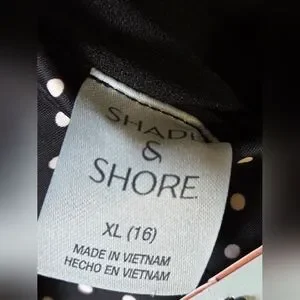 SHADE
&
SHORE
XL (16)
MADE IN VIETNAM
HECHO EN VIETNAM